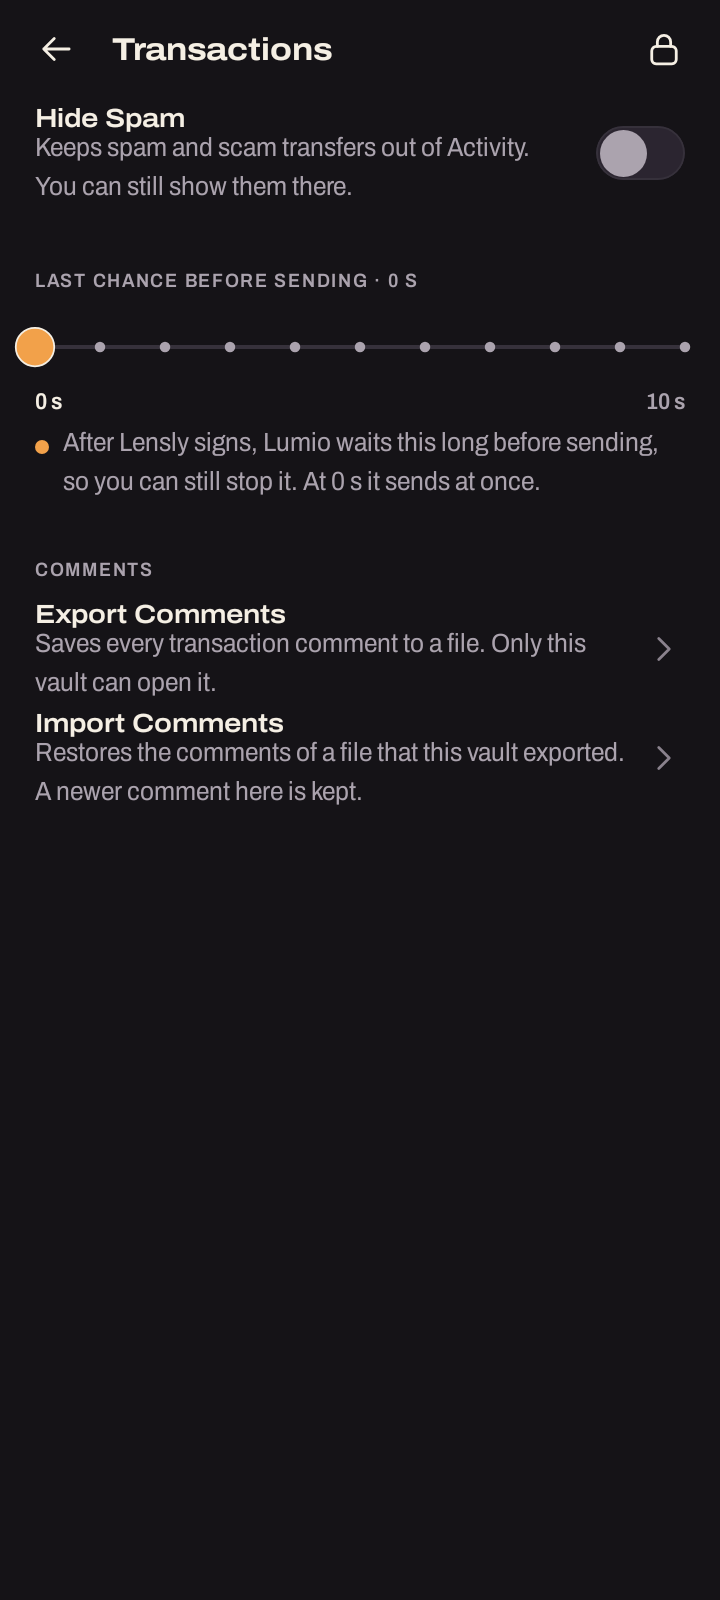 Transactions
Hide Spam
Keeps spam and scam transfers out of Activity.
You can still show them there.
LAST CHANCE BEFORE SENDING · 0 S
0 s
10 s
After Lensly signs, Lumio waits this long before sending,
so you can still stop it. At 0 s it sends at once.
COMMENTS
Export Comments
Saves every transaction comment to a file. Only this
vault can open it.
Import Comments
Restores the comments of a file that this vault exported.
A newer comment here is kept.